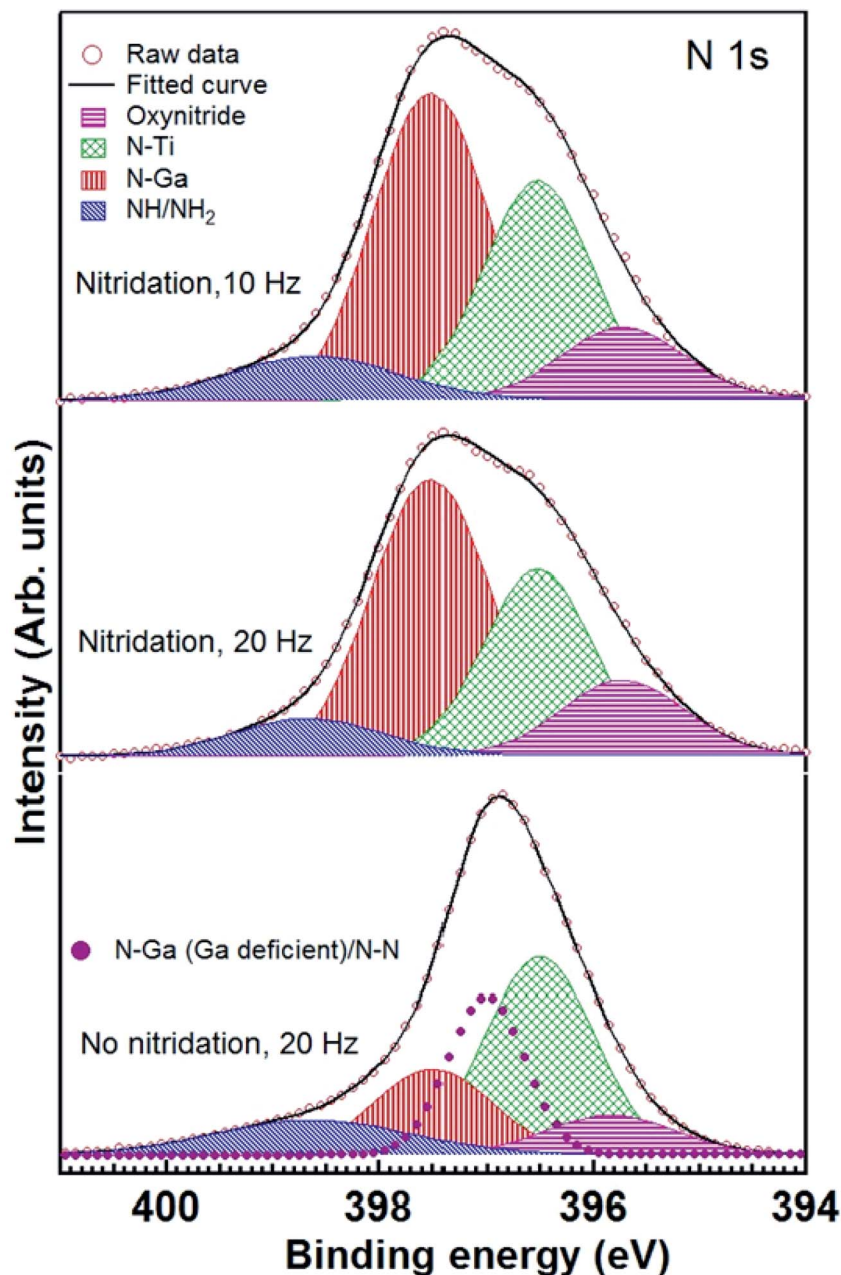 N 1s
Raw data
Fitted curve
Oxynitride
N-Ti
N-Ga
NH/NH₂
Nitridation,10 Hz
Nitridation, 20 Hz
N-Ga (Ga deficient)/N-N
No nitridation, 20 Hz
Intensity (Arb. units)
400 398 396 394
Binding energy (eV)